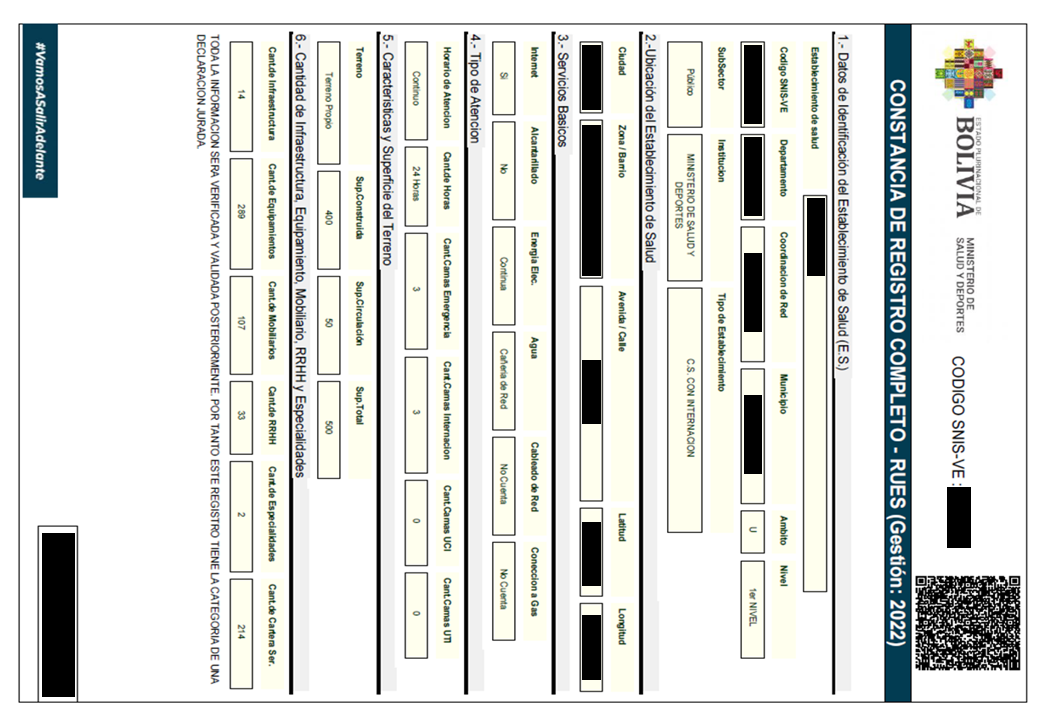 ESTADO PLURINACIONAL DE
BOLIVIA
MINISTERIO DE
SALUD Y DEPORTES
CODIGO SNIS-VE :
CONSTANCIA DE REGISTRO COMPLETO - RUES (Gestión: 2022)
1.- Datos de Identificación del Establecimiento de Salud (E.S.)
Establecimiento de salud
Codigo SNIS-VE Departamento Coordinacion de Red Municipio Ambito Nivel
U 1er NIVEL
SubSector Institucion Tipo de Establecimiento
Público MINISTERIO DE SALUD Y DEPORTES C.S. CON INTERNACION
2.-Ubicación del Establecimiento de Salud
Ciudad Zona / Barrio Avenida / Calle Latitud Longitud
3.- Servicios Basicos
Internet Alcantarillado Energia Elec. Agua Cableado de Red Coneccion a Gas
Si No Continua Cañeria de Red No Cuenta No Cuenta
4.- Tipo de Atencion
Horario de Atencion Cant.de Horas Cant.Camas Emergencia Cant.Camas Internacion Cant.Camas UCI Cant.Camas UTI
Continuo 24 Horas 3 3 0 0
5.- Caracteristicas y Superficie del Terreno
Terreno Sup.Construida Sup.Circulación Sup.Total
Terreno Propio 400 50 500
6.- Cantidad de Infraestructura, Equipamiento, Mobiliario, RRHH y Especialidades
Cant.de Infraestructura Cant.de Equipamientos Cant.de Mobiliarios Cant.de RRHH Cant.de Especialidades Cant.de Cartera Ser.
14 289 107 33 2 214
TODA LA INFORMACION SERA VERIFICADA Y VALIDADA POSTERIORMENTE. POR TANTO ESTE REGISTRO TIENE LA CATEGORIA DE UNA
DECLARACION JURADA.
#VamosASalirAdelante